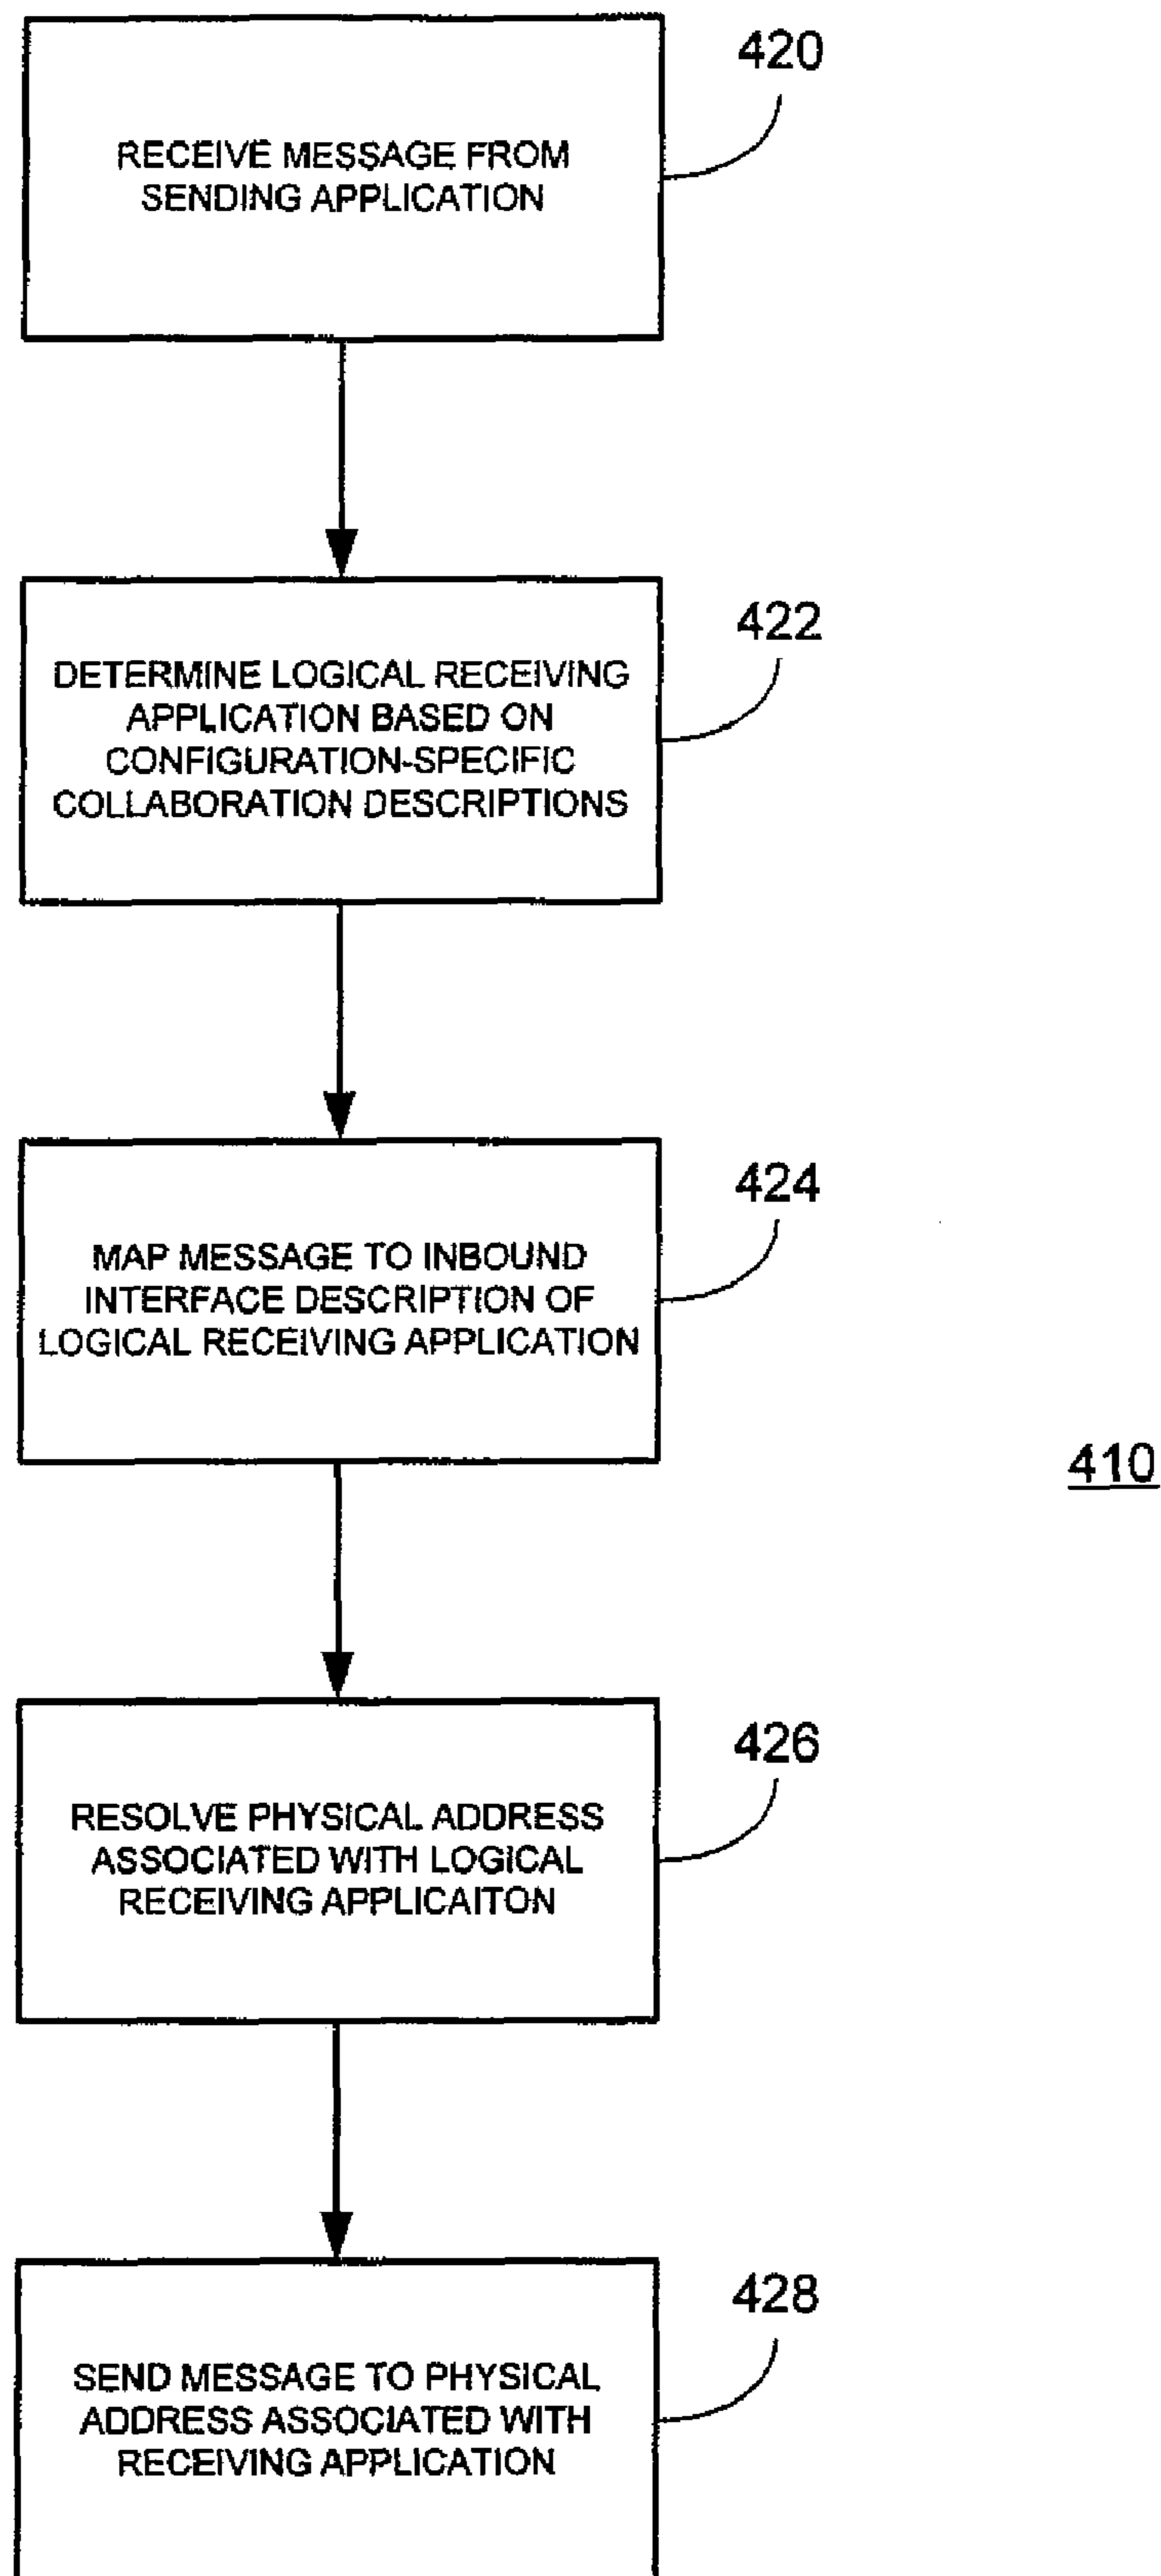 420
RECEIVE MESSAGE FROM
SENDING APPLICATION
422
DETERMINE LOGICAL RECEIVING
APPLICATION BASED ON
CONFIGURATION-SPECIFIC
COLLABORATION DESCRIPTIONS
424
MAP MESSAGE TO INBOUND
INTERFACE DESCRIPTION OF
LOGICAL RECEIVING APPLICATION
410
426
RESOLVE PHYSICAL ADDRESS
ASSOCIATED WITH LOGICAL
RECEIVING APPLICAITON
428
SEND MESSAGE TO PHYSICAL
ADDRESS ASSOCIATED WITH
RECEIVING APPLICATION